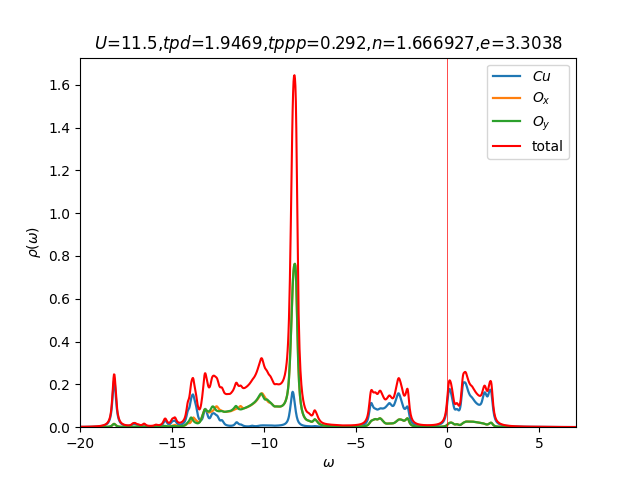 U=11.5,tpd=1.9469,tppp=0.292,n=1.666927,e=3.3038
1.6
1.4
1.2
1.0
0.8
0.6
0.4
0.2
0.0
ρ(ω)
Cu
Oₓ
O_y
total
−20 −15 −10 −5 0 5
ω